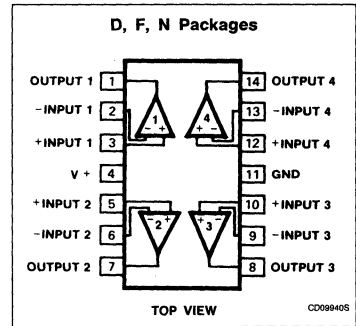 D, F, N Packages
OUTPUT 1 1 14 OUTPUT 4
−INPUT 1 2 13 −INPUT 4
+INPUT 1 3 12 +INPUT 4
V + 4 11 GND
+INPUT 2 5 10 +INPUT 3
−INPUT 2 6 9 −INPUT 3
OUTPUT 2 7 8 OUTPUT 3
1 4
− + − +
− + − +
2 3
TOP VIEW
CD09940S